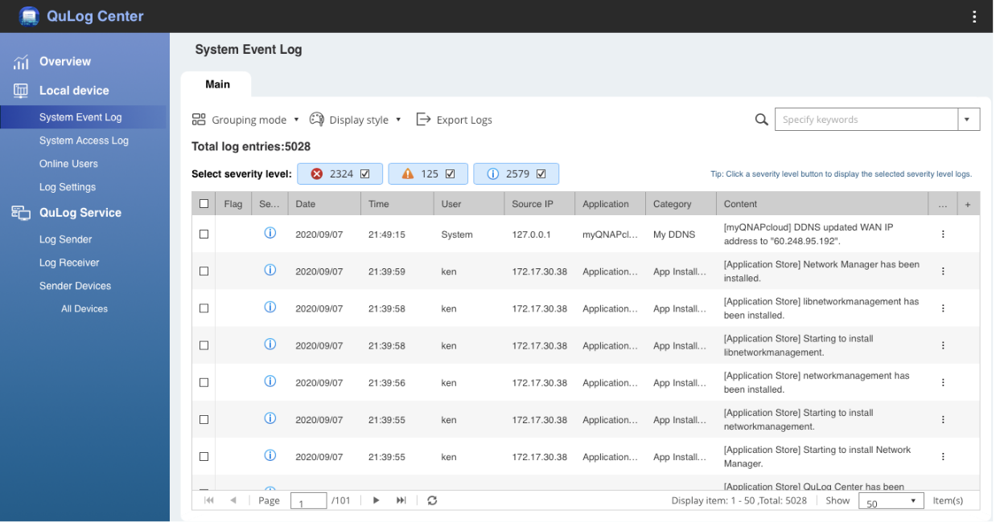 QuLog Center
Overview
Local device
System Event Log
System Access Log
Online Users
Log Settings
QuLog Service
Log Sender
Log Receiver
Sender Devices
All Devices
System Event Log
Main
Grouping mode Display style Export Logs Specify keywords
Total log entries:5028
Select severity level: 2324 125 2579 Tip: Click a severity level button to display the selected severity level logs.
Flag Se... Date Time User Source IP Application Category Content ... +
2020/09/07 21:49:15 System 127.0.0.1 myQNAPcl... My DDNS [myQNAPcloud] DDNS updated WAN IP
address to "60.248.95.192".
2020/09/07 21:39:59 ken 172.17.30.38 Application... App Install... [Application Store] Network Manager has been
installed.
2020/09/07 21:39:58 ken 172.17.30.38 Application... App Install... [Application Store] libnetworkmanagement has
been installed.
2020/09/07 21:39:58 ken 172.17.30.38 Application... App Install... [Application Store] Starting to install
libnetworkmanagement.
2020/09/07 21:39:56 ken 172.17.30.38 Application... App Install... [Application Store] networkmanagement has
been installed.
2020/09/07 21:39:55 ken 172.17.30.38 Application... App Install... [Application Store] Starting to install
networkmanagement.
2020/09/07 21:39:55 ken 172.17.30.38 Application... App Install... [Application Store] Starting to install Network
Manager.
[Application Store] QuLog Center has been
Page 1 /101 Display item: 1 - 50 ,Total: 5028 Show 50 Item(s)